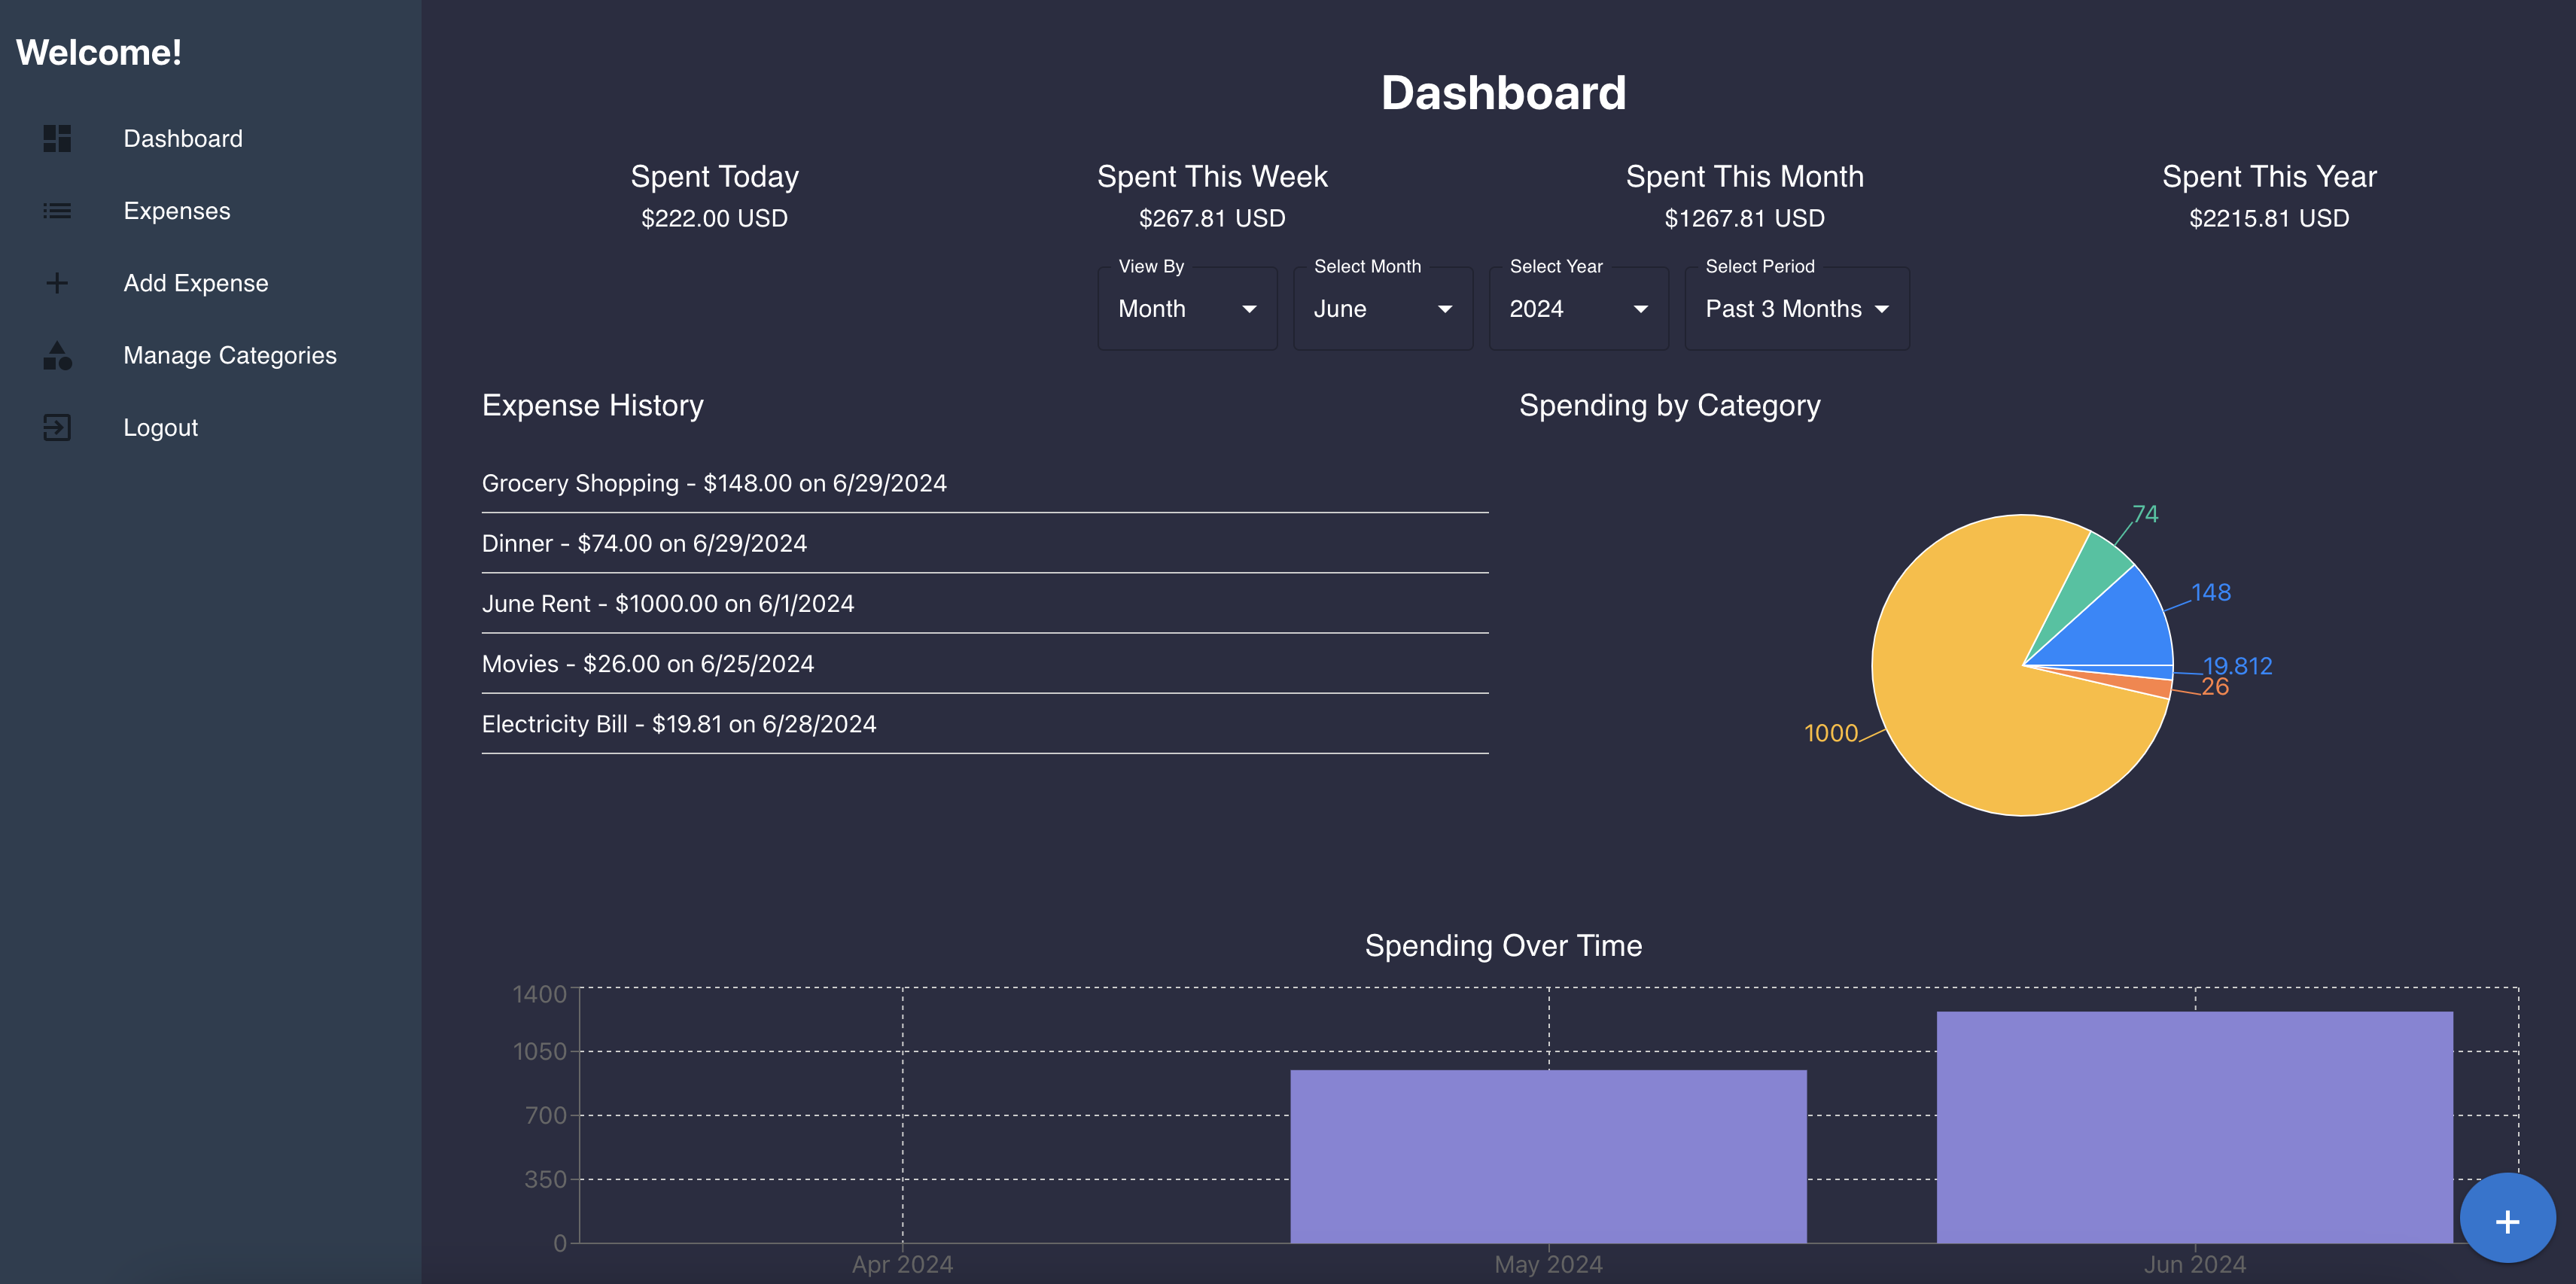 Welcome!
Dashboard
Expenses
Add Expense
Manage Categories
Logout
Dashboard
Spent Today
$222.00 USD
Spent This Week
$267.81 USD
Spent This Month
$1267.81 USD
Spent This Year
$2215.81 USD
View By
Month
Select Month
June
Select Year
2024
Select Period
Past 3 Months
Expense History
Grocery Shopping - $148.00 on 6/29/2024
Dinner - $74.00 on 6/29/2024
June Rent - $1000.00 on 6/1/2024
Movies - $26.00 on 6/25/2024
Electricity Bill - $19.81 on 6/28/2024
Spending by Category
74
148
19.812
26
1000
Spending Over Time
1400
1050
700
350
0
Apr 2024
May 2024
Jun 2024
+